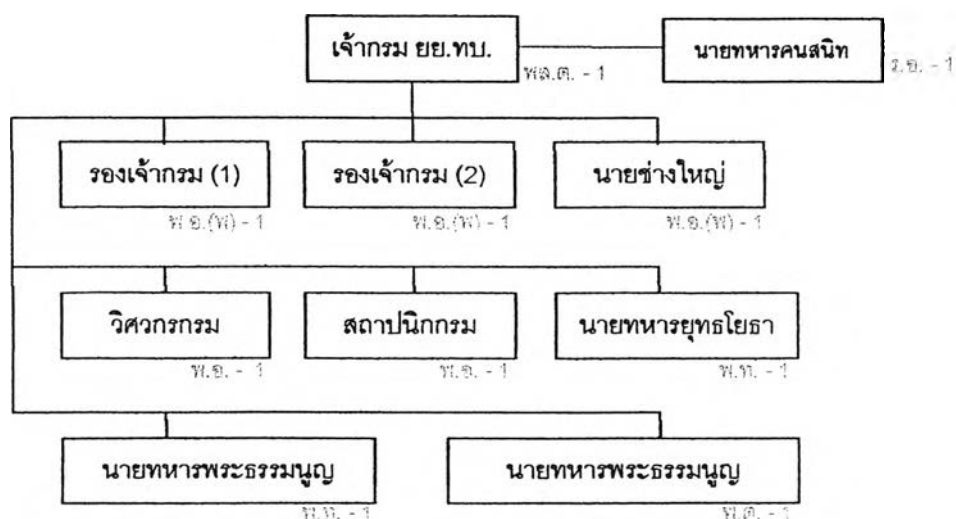 เจ้ากรม ยย.ทบ.
นายทหารคนสนิท
พล.ต. - 1
ร.อ. - 1
รองเจ้ากรม (1)
รองเจ้ากรม (2)
นายช่างใหญ่
พ.อ.(พ) - 1
พ.อ.(พ) - 1
พ.อ.(พ) - 1
วิศวกรกรม
สถาปนิกกรม
นายทหารยุทธโยธา
พ.อ. - 1
พ.อ. - 1
พ.ท. - 1
นายทหารพระธรรมนูญ
นายทหารพระธรรมนูญ
พ.ท. - 1
พ.ต. - 1